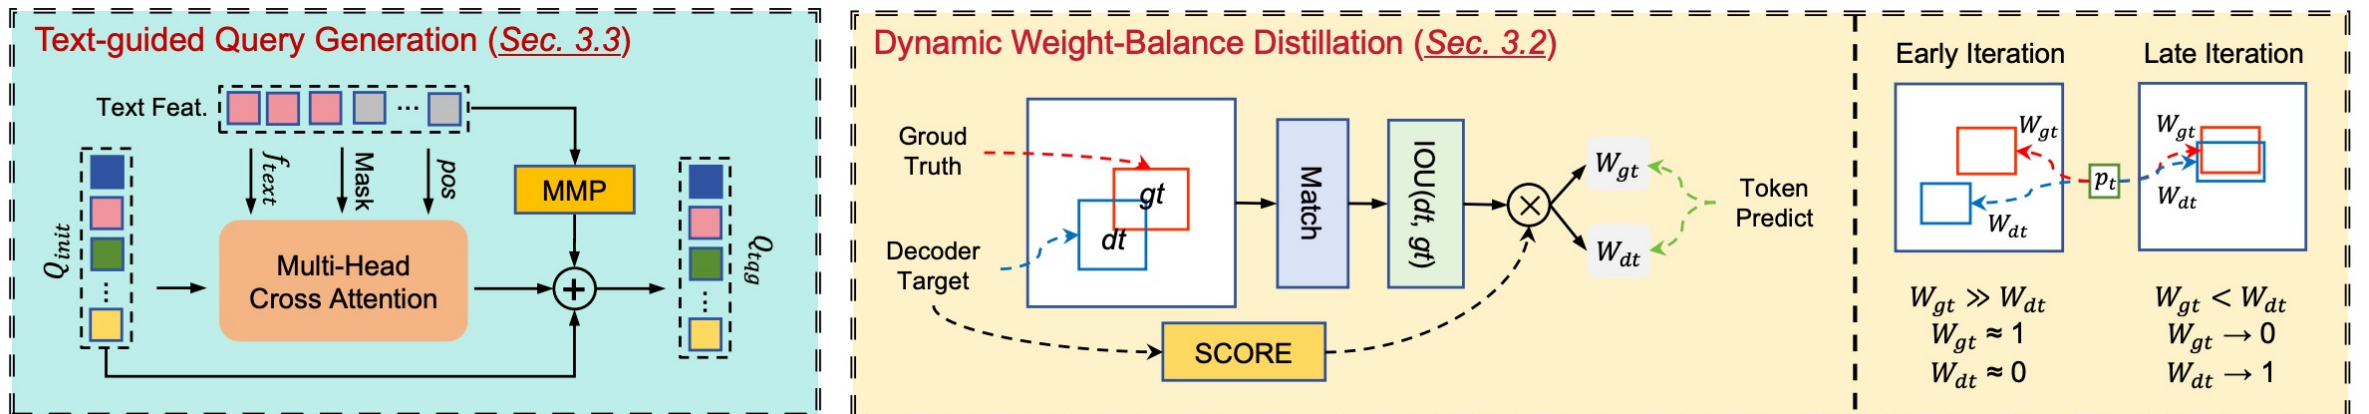 Text-guided Query Generation (Sec. 3.3)
Text Feat.
...
f_text
Mask
pos
MMP
Q_init
Multi-Head
Cross Attention
+
Q_tqg
Dynamic Weight-Balance Distillation (Sec. 3.2)
Groud
Truth
Decoder
Target
gt
dt
Match
IOU(dt, gt)
SCORE
×
W_gt
W_dt
Token
Predict
Early Iteration
Late Iteration
W_gt
W_dt
p_t
W_gt
W_dt
W_gt ≫ W_dt
W_gt ≈ 1
W_dt ≈ 0
W_gt < W_dt
W_gt → 0
W_dt → 1